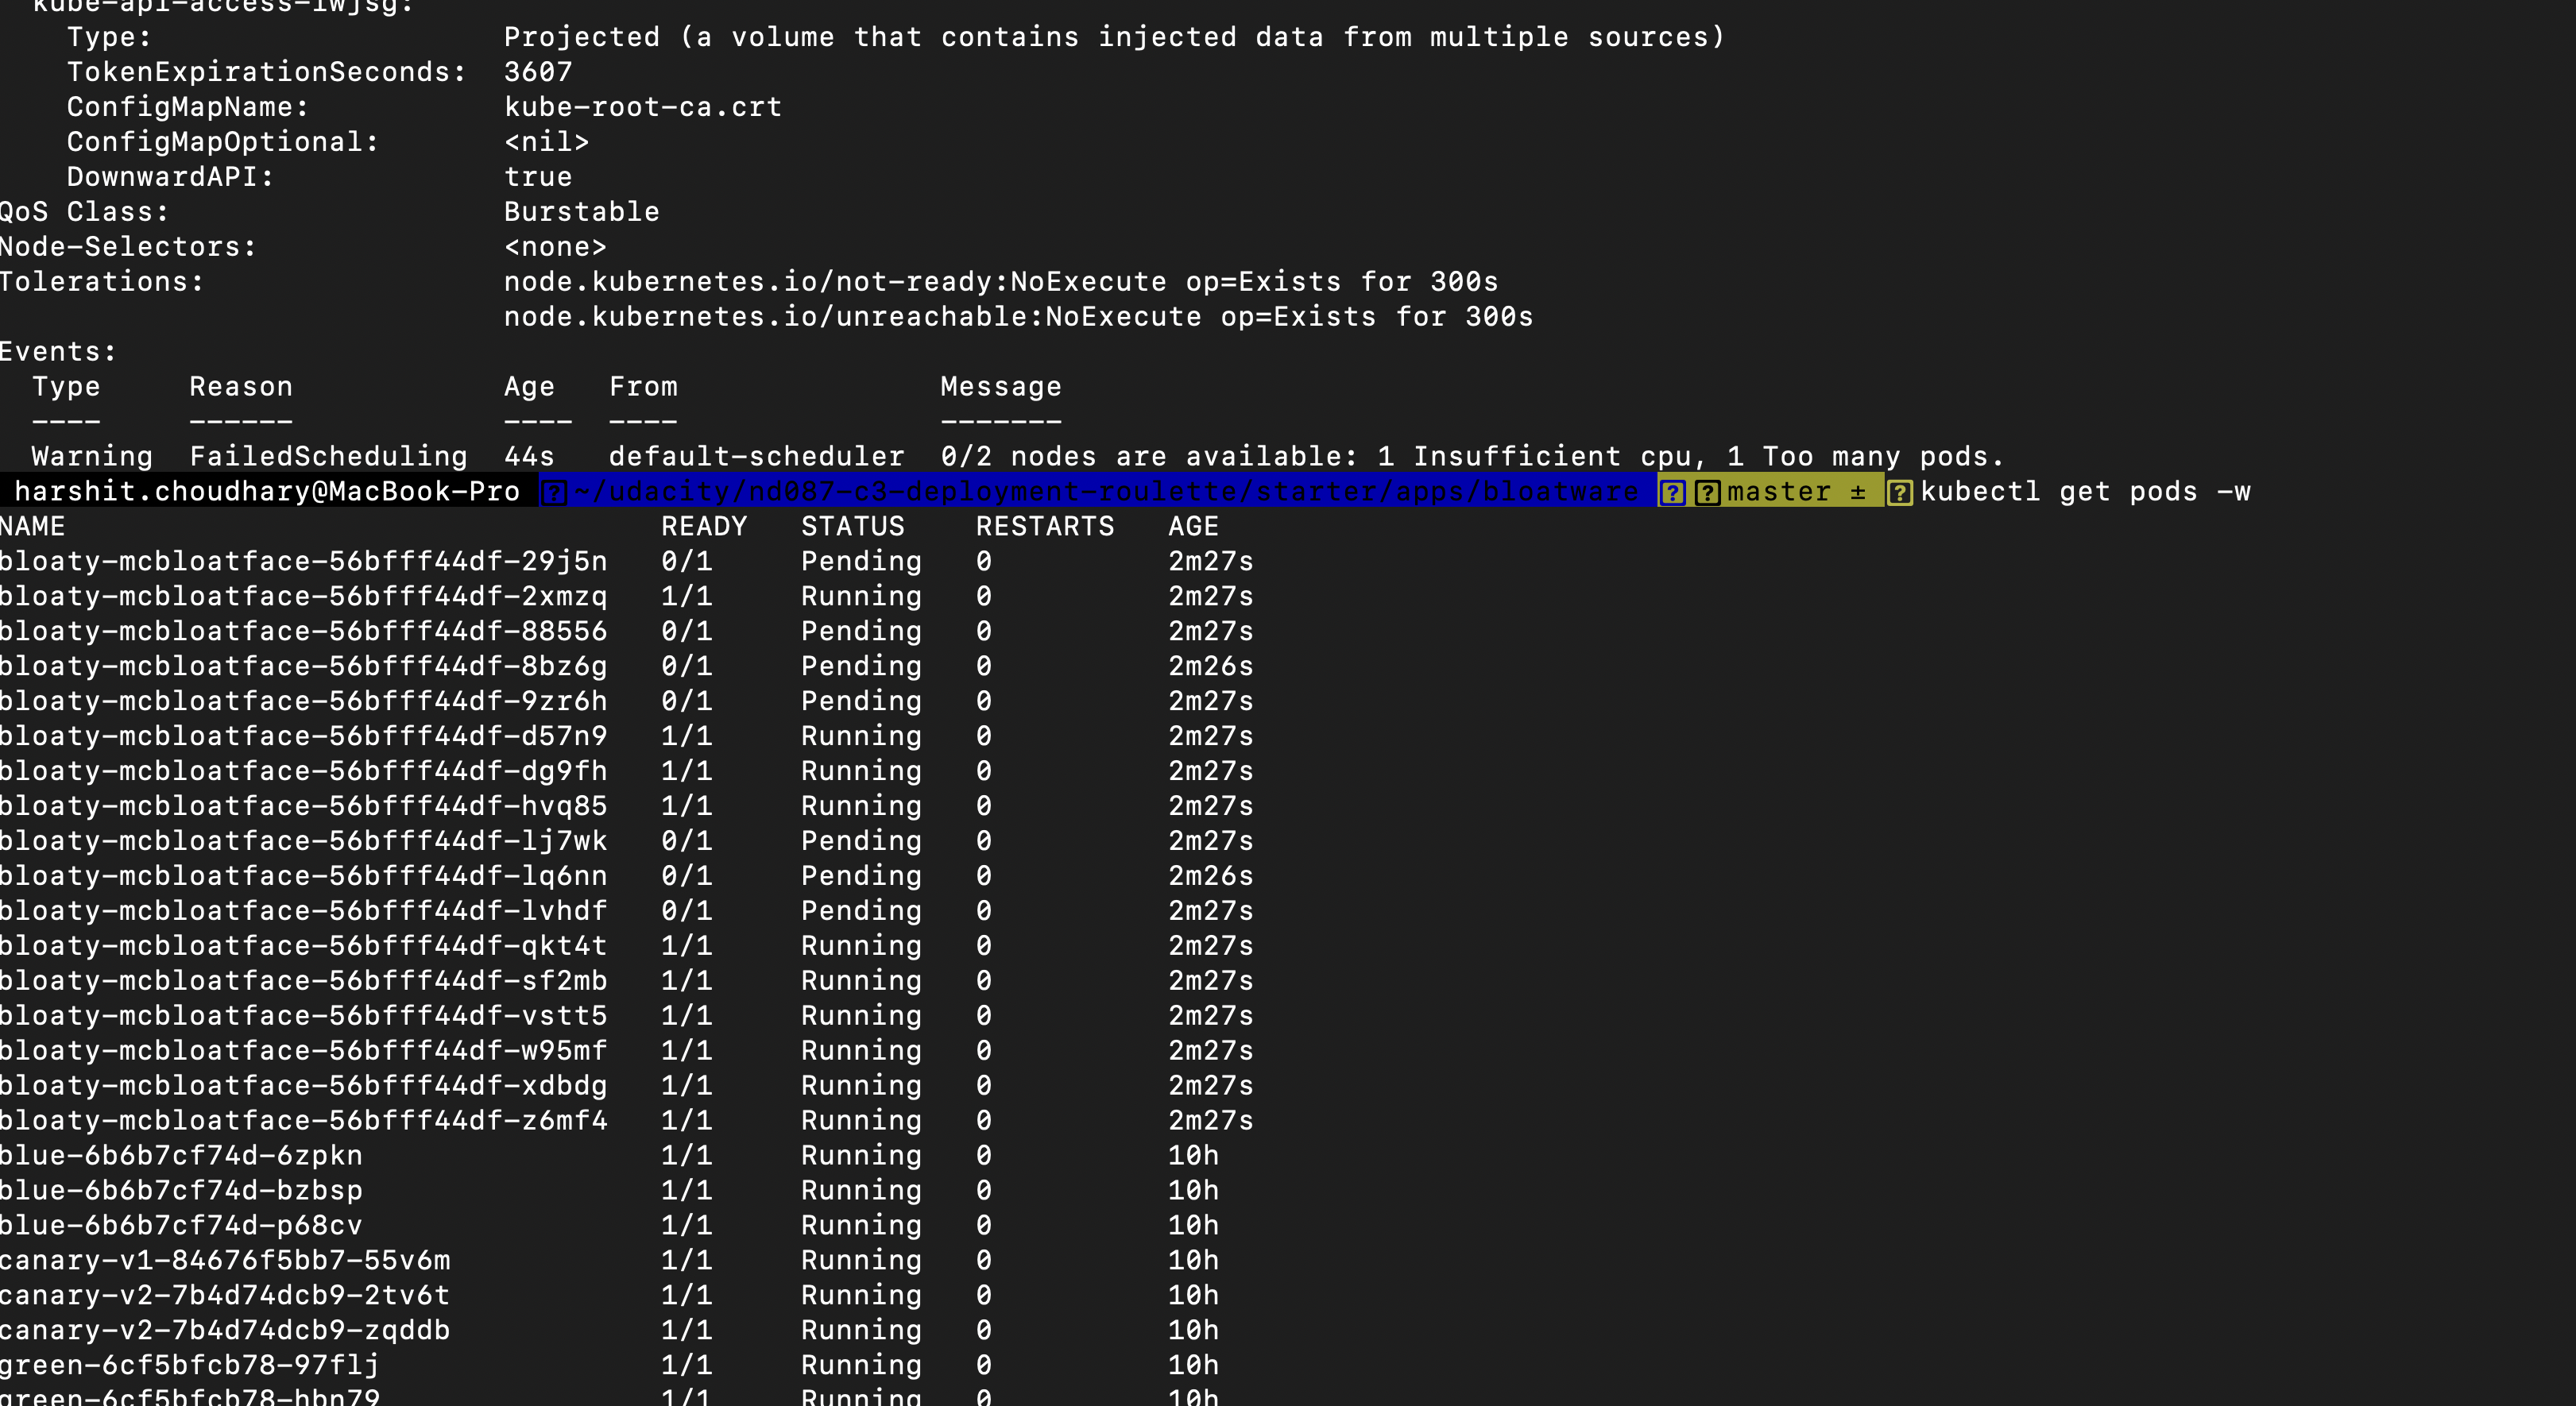 kube-api-access-iwjsg:
Type: Projected (a volume that contains injected data from multiple sources)
TokenExpirationSeconds: 3607
ConfigMapName: kube-root-ca.crt
ConfigMapOptional: <nil>
DownwardAPI: true
QoS Class: Burstable
Node-Selectors: <none>
Tolerations: node.kubernetes.io/not-ready:NoExecute op=Exists for 300s
node.kubernetes.io/unreachable:NoExecute op=Exists for 300s
Events:
Type Reason Age From Message
---- ------ ---- ---- -------
Warning FailedScheduling 44s default-scheduler 0/2 nodes are available: 1 Insufficient cpu, 1 Too many pods.
harshit.choudhary@MacBook-Pro ? ~/udacity/nd087-c3-deployment-roulette/starter/apps/bloatware ? ? master ± ? kubectl get pods -w
NAME READY STATUS RESTARTS AGE
bloaty-mcbloatface-56bfff44df-29j5n 0/1 Pending 0 2m27s
bloaty-mcbloatface-56bfff44df-2xmzq 1/1 Running 0 2m27s
bloaty-mcbloatface-56bfff44df-88556 0/1 Pending 0 2m27s
bloaty-mcbloatface-56bfff44df-8bz6g 0/1 Pending 0 2m26s
bloaty-mcbloatface-56bfff44df-9zr6h 0/1 Pending 0 2m27s
bloaty-mcbloatface-56bfff44df-d57n9 1/1 Running 0 2m27s
bloaty-mcbloatface-56bfff44df-dg9fh 1/1 Running 0 2m27s
bloaty-mcbloatface-56bfff44df-hvq85 1/1 Running 0 2m27s
bloaty-mcbloatface-56bfff44df-lj7wk 0/1 Pending 0 2m27s
bloaty-mcbloatface-56bfff44df-lq6nn 0/1 Pending 0 2m26s
bloaty-mcbloatface-56bfff44df-lvhdf 0/1 Pending 0 2m27s
bloaty-mcbloatface-56bfff44df-qkt4t 1/1 Running 0 2m27s
bloaty-mcbloatface-56bfff44df-sf2mb 1/1 Running 0 2m27s
bloaty-mcbloatface-56bfff44df-vstt5 1/1 Running 0 2m27s
bloaty-mcbloatface-56bfff44df-w95mf 1/1 Running 0 2m27s
bloaty-mcbloatface-56bfff44df-xdbdg 1/1 Running 0 2m27s
bloaty-mcbloatface-56bfff44df-z6mf4 1/1 Running 0 2m27s
blue-6b6b7cf74d-6zpkn 1/1 Running 0 10h
blue-6b6b7cf74d-bzbsp 1/1 Running 0 10h
blue-6b6b7cf74d-p68cv 1/1 Running 0 10h
canary-v1-84676f5bb7-55v6m 1/1 Running 0 10h
canary-v2-7b4d74dcb9-2tv6t 1/1 Running 0 10h
canary-v2-7b4d74dcb9-zqddb 1/1 Running 0 10h
green-6cf5bfcb78-97flj 1/1 Running 0 10h
green-6cf5bfcb78-hbn79 1/1 Running 0 10h